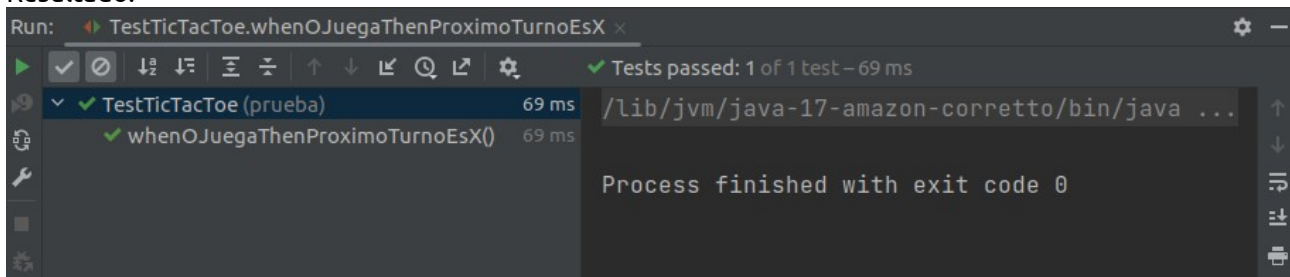 Run: TestTicTacToe.whenOJuegaThenProximoTurnoEsX ×
Tests passed: 1 of 1 test – 69 ms
TestTicTacToe (prueba) 69 ms
whenOJuegaThenProximoTurnoEsX() 69 ms
/lib/jvm/java-17-amazon-corretto/bin/java ...
Process finished with exit code 0